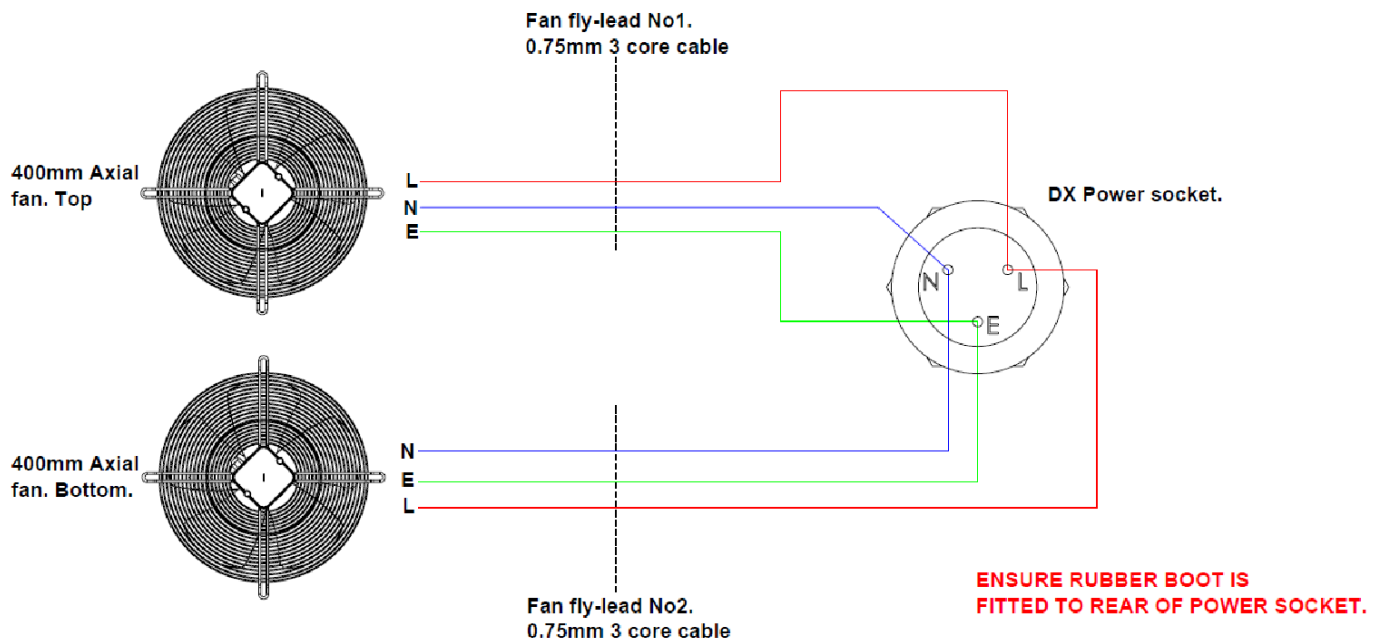 Fan fly-lead No1.
0.75mm 3 core cable
400mm Axial
fan. Top
L
N
E
DX Power socket.
N
L
E
400mm Axial
fan. Bottom.
N
E
L
Fan fly-lead No2.
0.75mm 3 core cable
ENSURE RUBBER BOOT IS
FITTED TO REAR OF POWER SOCKET.